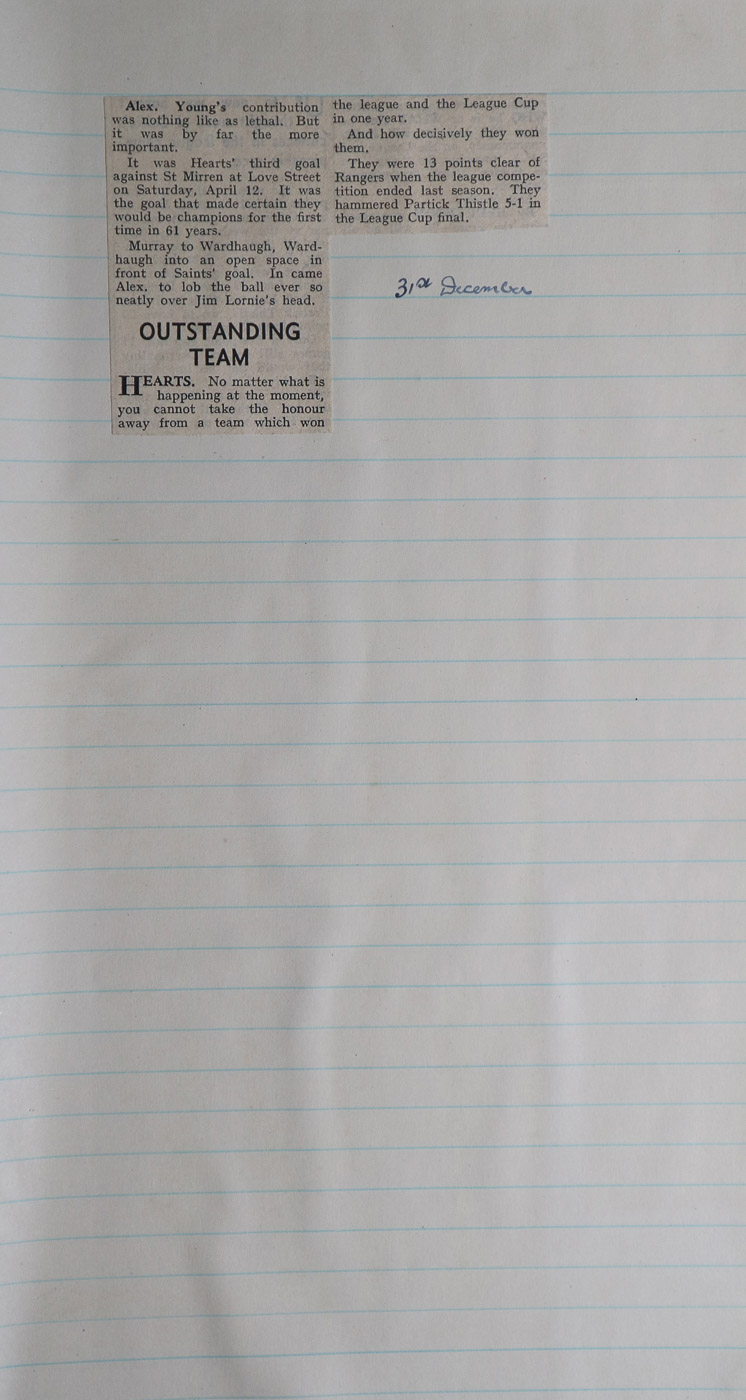 Alex. Young's contribution
was nothing like as lethal. But
it was by far the more
important.
It was Hearts' third goal
against St Mirren at Love Street
on Saturday, April 12. It was
the goal that made certain they
would be champions for the first
time in 61 years.
Murray to Wardhaugh, Ward-
haugh into an open space in
front of Saints' goal. In came
Alex. to lob the ball ever so
neatly over Jim Lornie's head.
OUTSTANDING
TEAM
HEARTS. No matter what is
happening at the moment,
you cannot take the honour
away from a team which won
the league and the League Cup
in one year.
And how decisively they won
them.
They were 13 points clear of
Rangers when the league compe-
tition ended last season. They
hammered Partick Thistle 5-1 in
the League Cup final.
31st December